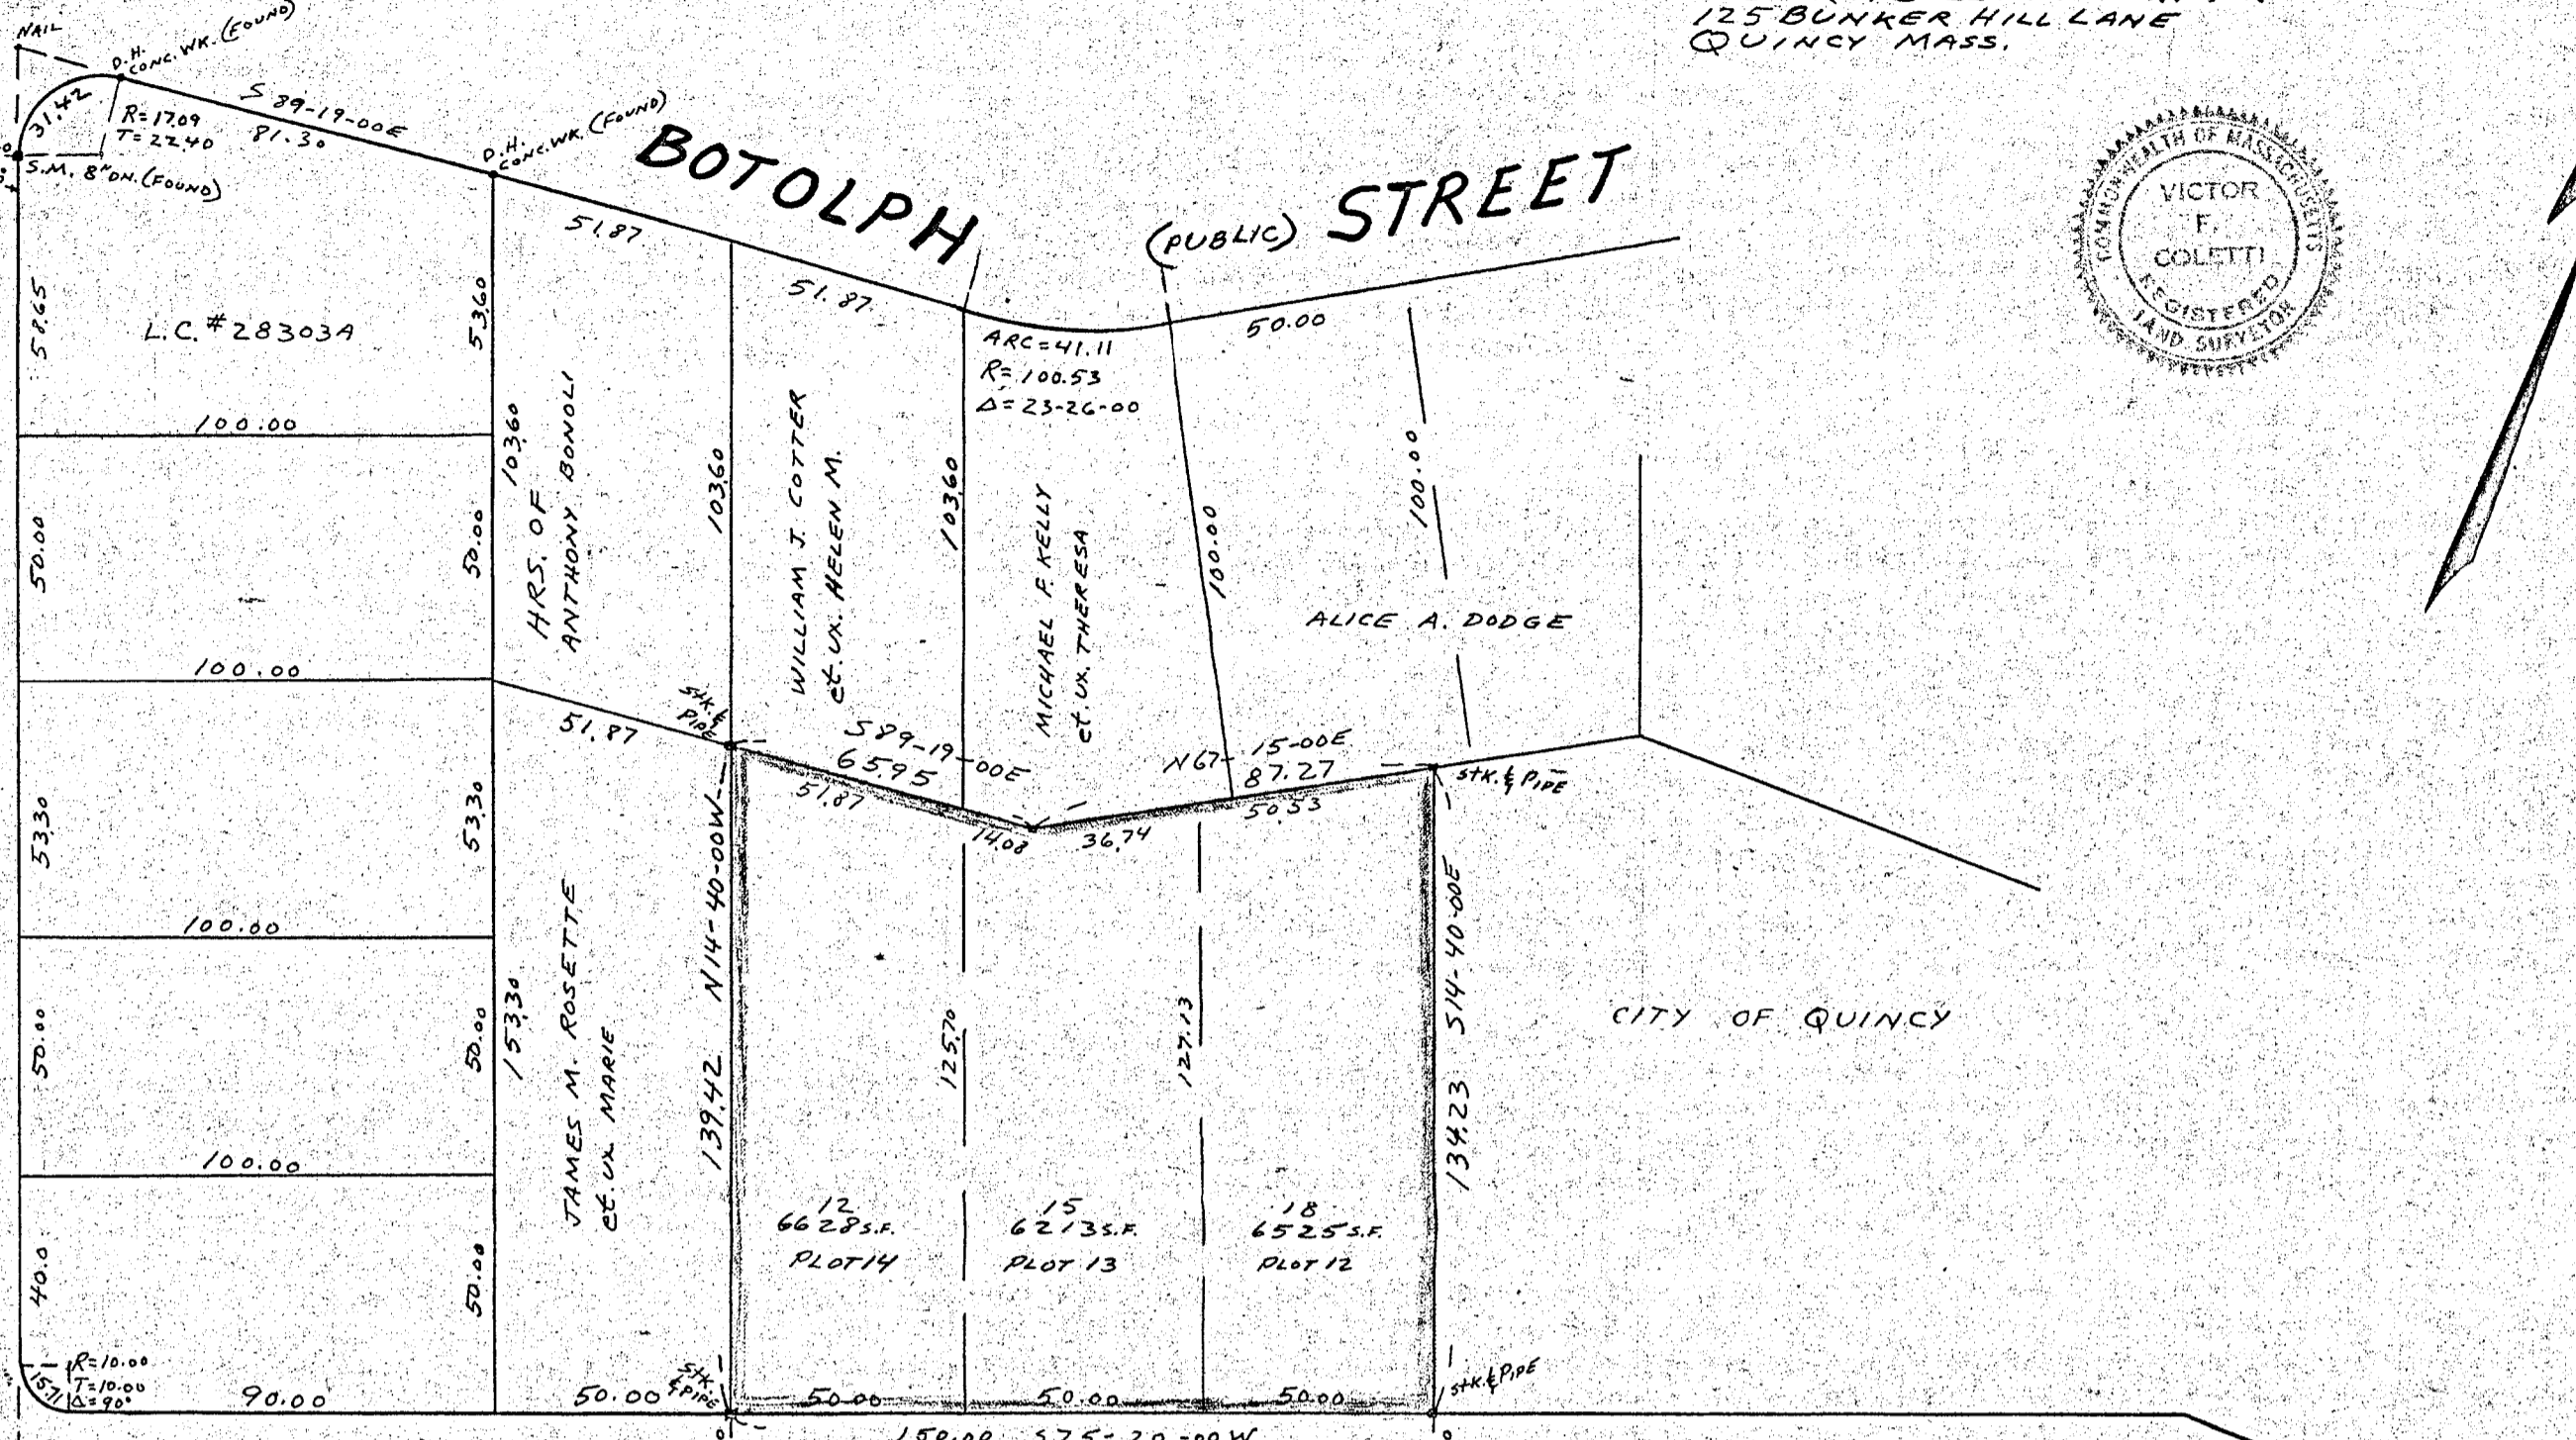 125 BUNKER HILL LANE
QUINCY MASS.
NAIL
D.H.
CONC. WK. (FOUND)
31.42
R=17.09
T=22.40
S 89-19-00E
81.30
S.M. 8" DN. (FOUND)
D.H.
CONC. WK. (FOUND)
BOTOLPH (PUBLIC) STREET
COMMONWEALTH OF MASSACHUSETTS
VICTOR
F.
COLETTI
REGISTERED
LAND SURVEYOR
51.87
51.87
50.00
ARC=41.11
R=100.53
Δ=23-26-00
58.65
L.C.#28303A
53.60
100.00
103.60
HRS. OF
ANTHONY BONOLI
103.60
WILLIAM J. COTTER
et. ux. HELEN M.
103.60
MICHAEL F. KELLY
et. ux. THERESA
100.00
100.00
ALICE A. DODGE
50.00
50.00
100.00
51.87
stk. &
PIPE
S89-19-00E
65.95
51.87
14.08
N67-15-00E
87.27
36.74
50.53
stk. & PIPE
53.30
53.30
100.00
50.00
50.00
153.30
JAMES M. ROSETTE
et. ux. MARIE
139.42 N14-40-00W
125.70
127.13
134.23 S14-40-00E
CITY OF QUINCY
100.00
12
6628 S.F.
PLOT 14
15
6213 S.F.
PLOT 13
18
6525 S.F.
PLOT 12
40.0
50.00
R=10.00
T=10.00
Δ=90°
15.71
90.00
50.00
stk.
& PIPE
50.00
50.00
50.00
stk. & PIPE
150.00 S75-20-00W